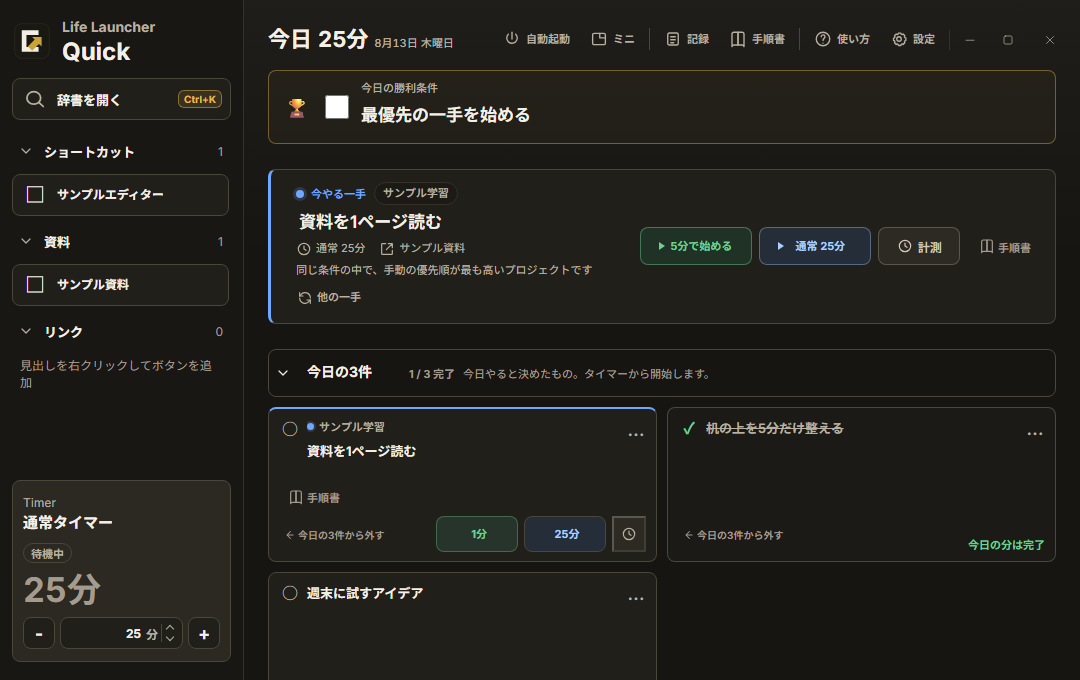 Life Launcher
Quick
辞書を開く
Ctrl+K
ショートカット
1
サンプルエディター
資料
1
サンプル資料
リンク
0
見出しを右クリックしてボタンを追
加
Timer
通常タイマー
待機中
25分
-
25 分
+
今日 25分
8月13日 木曜日
自動起動
ミニ
記録
手順書
使い方
設定
今日の勝利条件
最優先の一手を始める
今やる一手
サンプル学習
資料を1ページ読む
通常 25分
サンプル資料
同じ条件の中で、手動の優先順が最も高いプロジェクトです
他の一手
5分で始める
通常 25分
計測
手順書
今日の3件
1 / 3 完了
今日やると決めたもの。タイマーから開始します。
サンプル学習
資料を1ページ読む
手順書
← 今日の3件から外す
1分
25分
机の上を5分だけ整える
← 今日の3件から外す
今日の分は完了
週末に試すアイデア